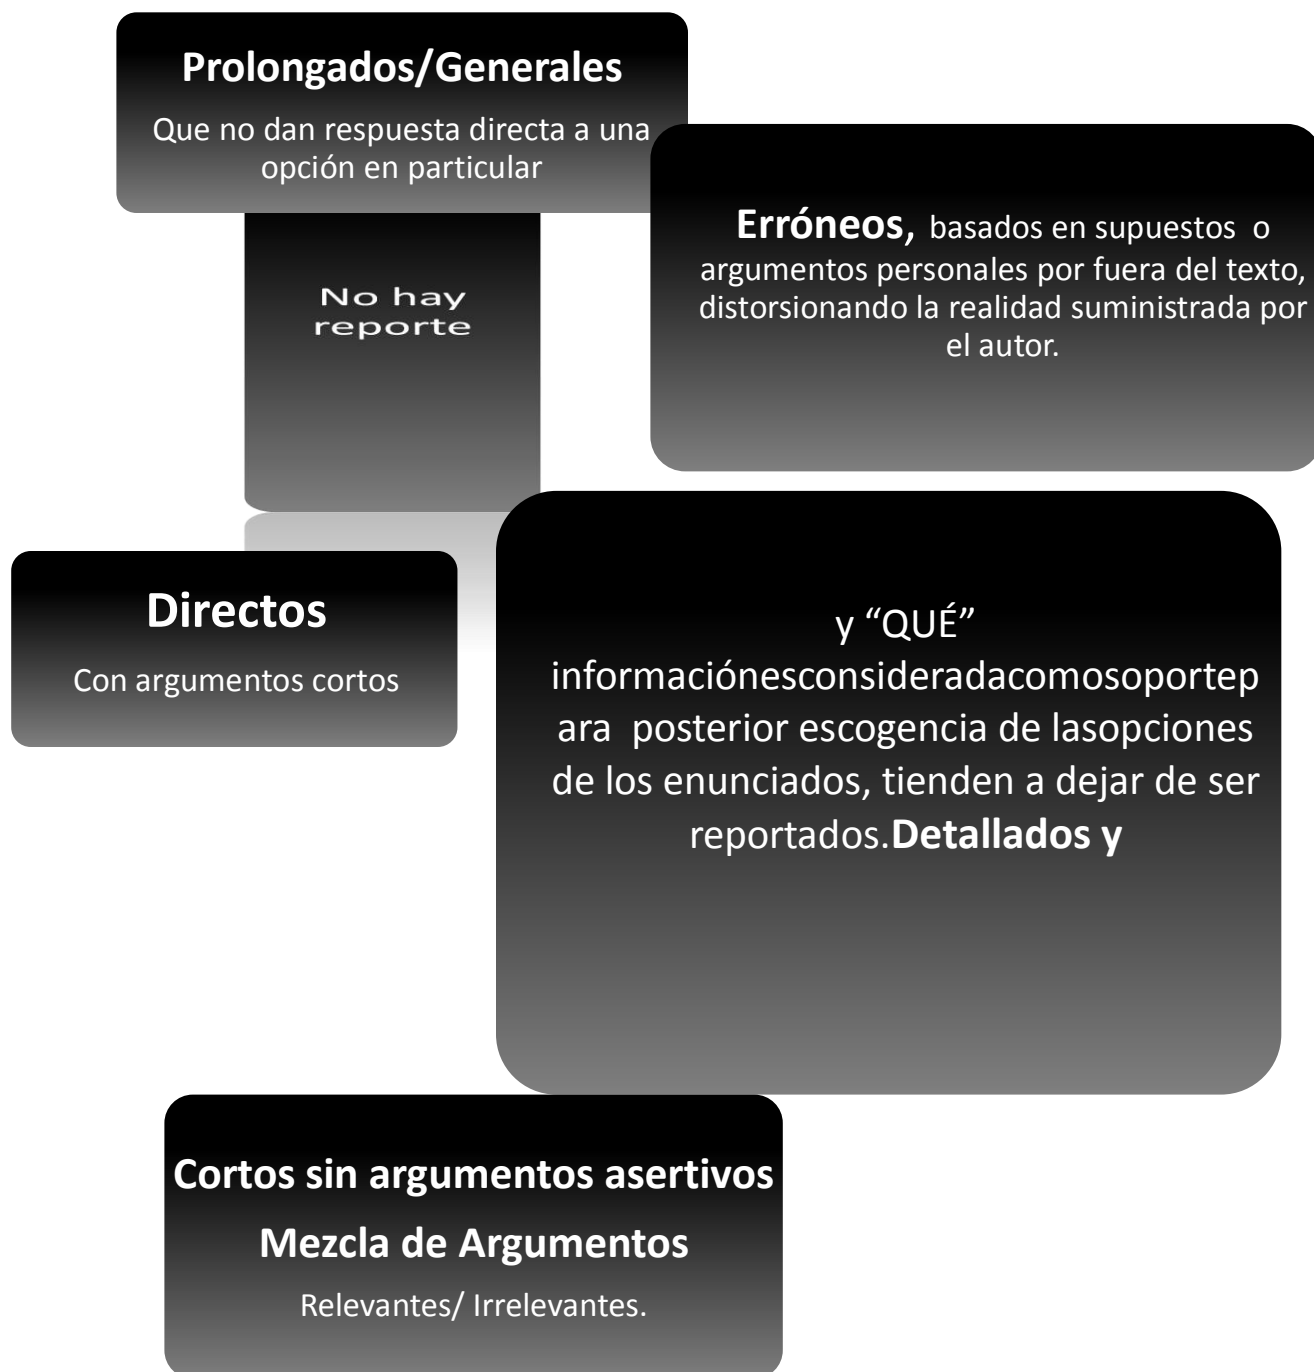 Prolongados/Generales
Que no dan respuesta directa a una
opción en particular
Erróneos, basados en supuestos o
argumentos personales por fuera del texto,
distorsionando la realidad suministrada por
el autor.
No hay
reporte
Directos
Con argumentos cortos
y “QUÉ”
informaciónesconsideradacomosoportep
ara posterior escogencia de lasopciones
de los enunciados, tienden a dejar de ser
reportados.Detallados y
Cortos sin argumentos asertivos
Mezcla de Argumentos
Relevantes/ Irrelevantes.